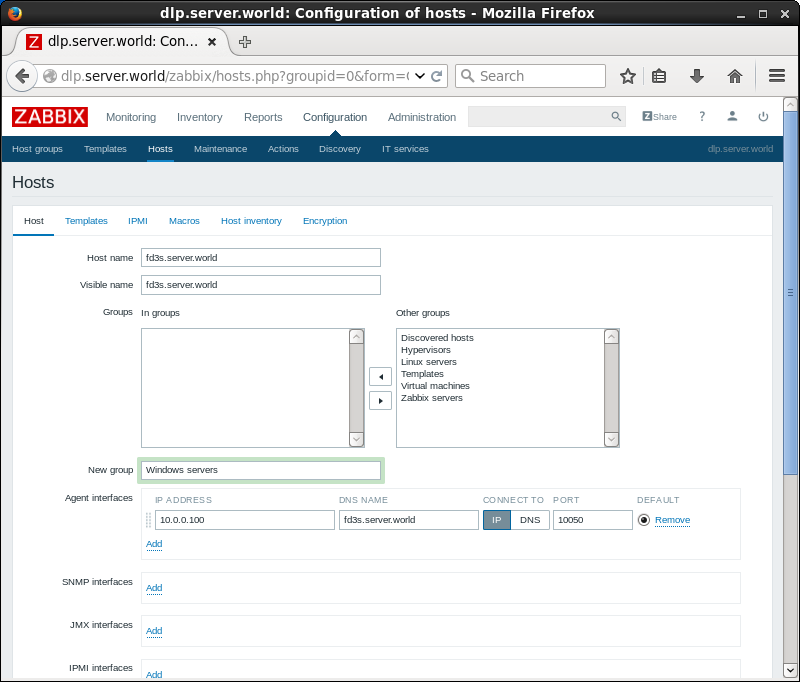 dlp.server.world: Configuration of hosts - Mozilla Firefox
Z dlp.server.world: Con...
dlp.server.world/zabbix/hosts.php?groupid=0&form=
Search
ZABBIX Monitoring Inventory Reports Configuration Administration Z Share ?
Host groups Templates Hosts Maintenance Actions Discovery IT services dlp.server.world
Hosts
Host Templates IPMI Macros Host inventory Encryption
Host name fd3s.server.world
Visible name fd3s.server.world
Groups In groups Other groups
Discovered hosts
Hypervisors
Linux servers
Templates
Virtual machines
Zabbix servers
New group Windows servers
Agent interfaces IP ADDRESS DNS NAME CONNECT TO PORT DEFAULT
10.0.0.100 fd3s.server.world IP DNS 10050 Remove
Add
SNMP interfaces Add
JMX interfaces Add
IPMI interfaces Add